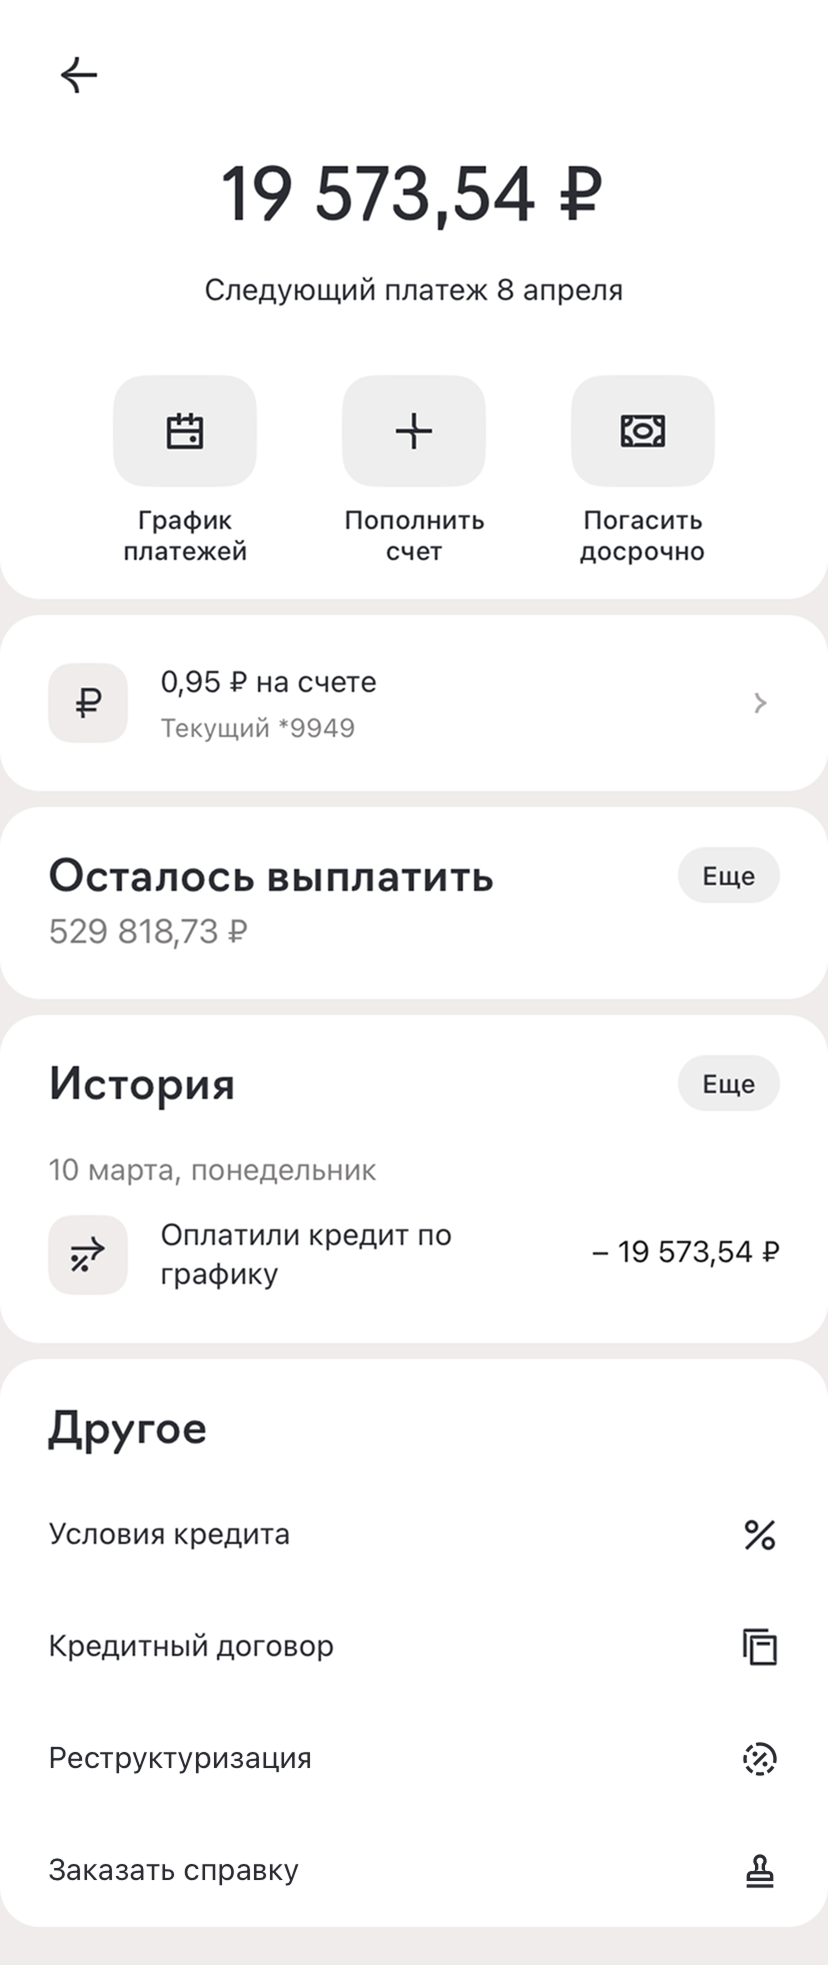 19 573,54 ₽
Следующий платеж 8 апреля
График
платежей
Пополнить
счет
Погасить
досрочно
0,95 ₽ на счете
Текущий *9949
Осталось выплатить
Еще
529 818,73 ₽
История
Еще
10 марта, понедельник
Оплатили кредит по
графику
– 19 573,54 ₽
Другое
Условия кредита
Кредитный договор
Реструктуризация
Заказать справку